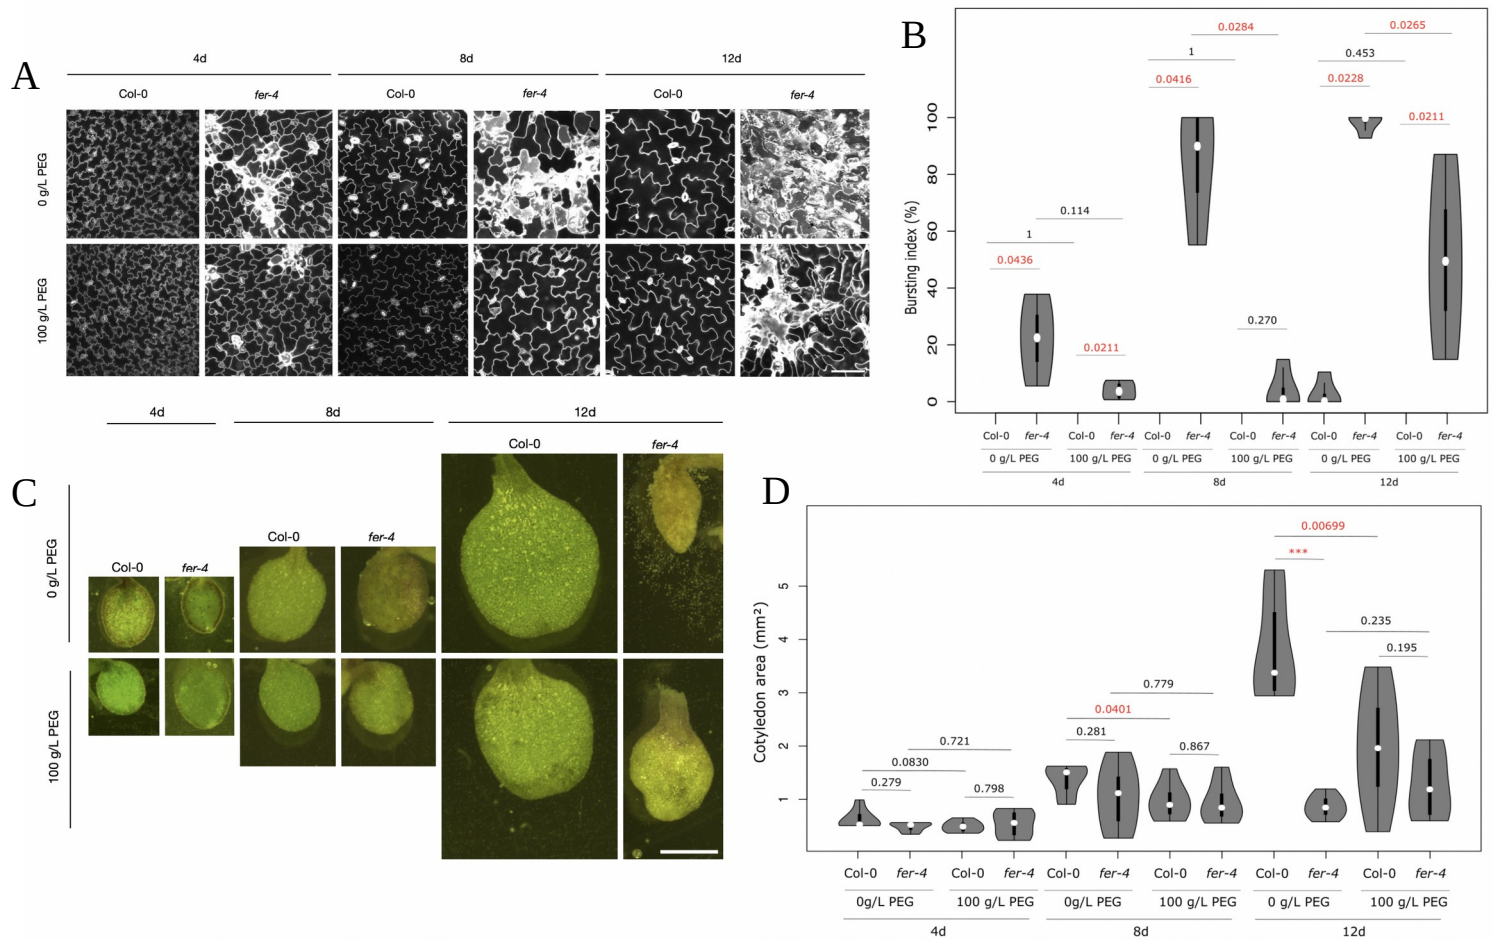 A
4d 8d 12d
Col-0 fer-4 Col-0 fer-4 Col-0 fer-4
0 g/L PEG
100 g/L PEG
B
Bursting index (%)
0 20 40 60 80 100
0.0284 0.0265
1 0.453
0.0416 0.0228
0.0211
0.114
1
0.0436
0.270
0.0211
Col-0 fer-4 Col-0 fer-4 Col-0 fer-4 Col-0 fer-4 Col-0 fer-4 Col-0 fer-4
0 g/L PEG 100 g/L PEG 0 g/L PEG 100 g/L PEG 0 g/L PEG 100 g/L PEG
4d 8d 12d
C
4d 8d 12d
Col-0 fer-4
Col-0 fer-4
Col-0 fer-4
0 g/L PEG
100 g/L PEG
D
Cotyledon area (mm²)
1 2 3 4 5
0.00699
***
0.235
0.195
0.779
0.0401
0.281
0.867
0.721
0.0830
0.279
0.798
Col-0 fer-4 Col-0 fer-4 Col-0 fer-4 Col-0 fer-4 Col-0 fer-4 Col-0 fer-4
0g/L PEG 100 g/L PEG 0g/L PEG 100 g/L PEG 0 g/L PEG 100 g/L PEG
4d 8d 12d